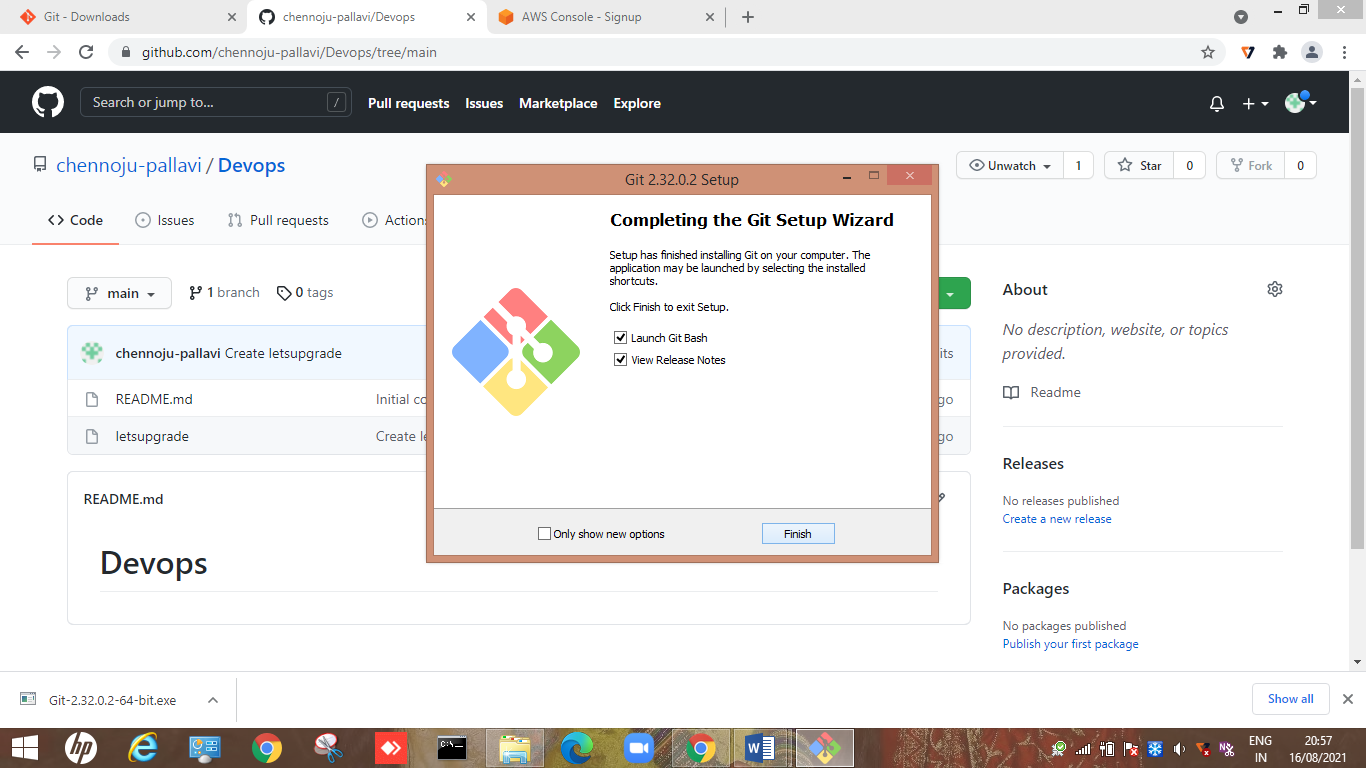 Git - Downloads
chennoju-pallavi/Devops
AWS Console - Signup
github.com/chennoju-pallavi/Devops/tree/main
Search or jump to...
/
Pull requests
Issues
Marketplace
Explore
chennoju-pallavi / Devops
Unwatch
1
Star
0
Fork
0
Code
Issues
Pull requests
Actions
Git 2.32.0.2 Setup
Completing the Git Setup Wizard
Setup has finished installing Git on your computer. The
application may be launched by selecting the installed
shortcuts.
Click Finish to exit Setup.
Launch Git Bash
View Release Notes
Only show new options
Finish
main
1 branch
0 tags
chennoju-pallavi Create letsupgrade
its
README.md
Initial co
go
letsupgrade
Create le
go
README.md
Devops
About
No description, website, or topics
provided.
Readme
Releases
No releases published
Create a new release
Packages
No packages published
Publish your first package
Git-2.32.0.2-64-bit.exe
Show all
hp
C:\
W
ENG
IN
20:57
16/08/2021